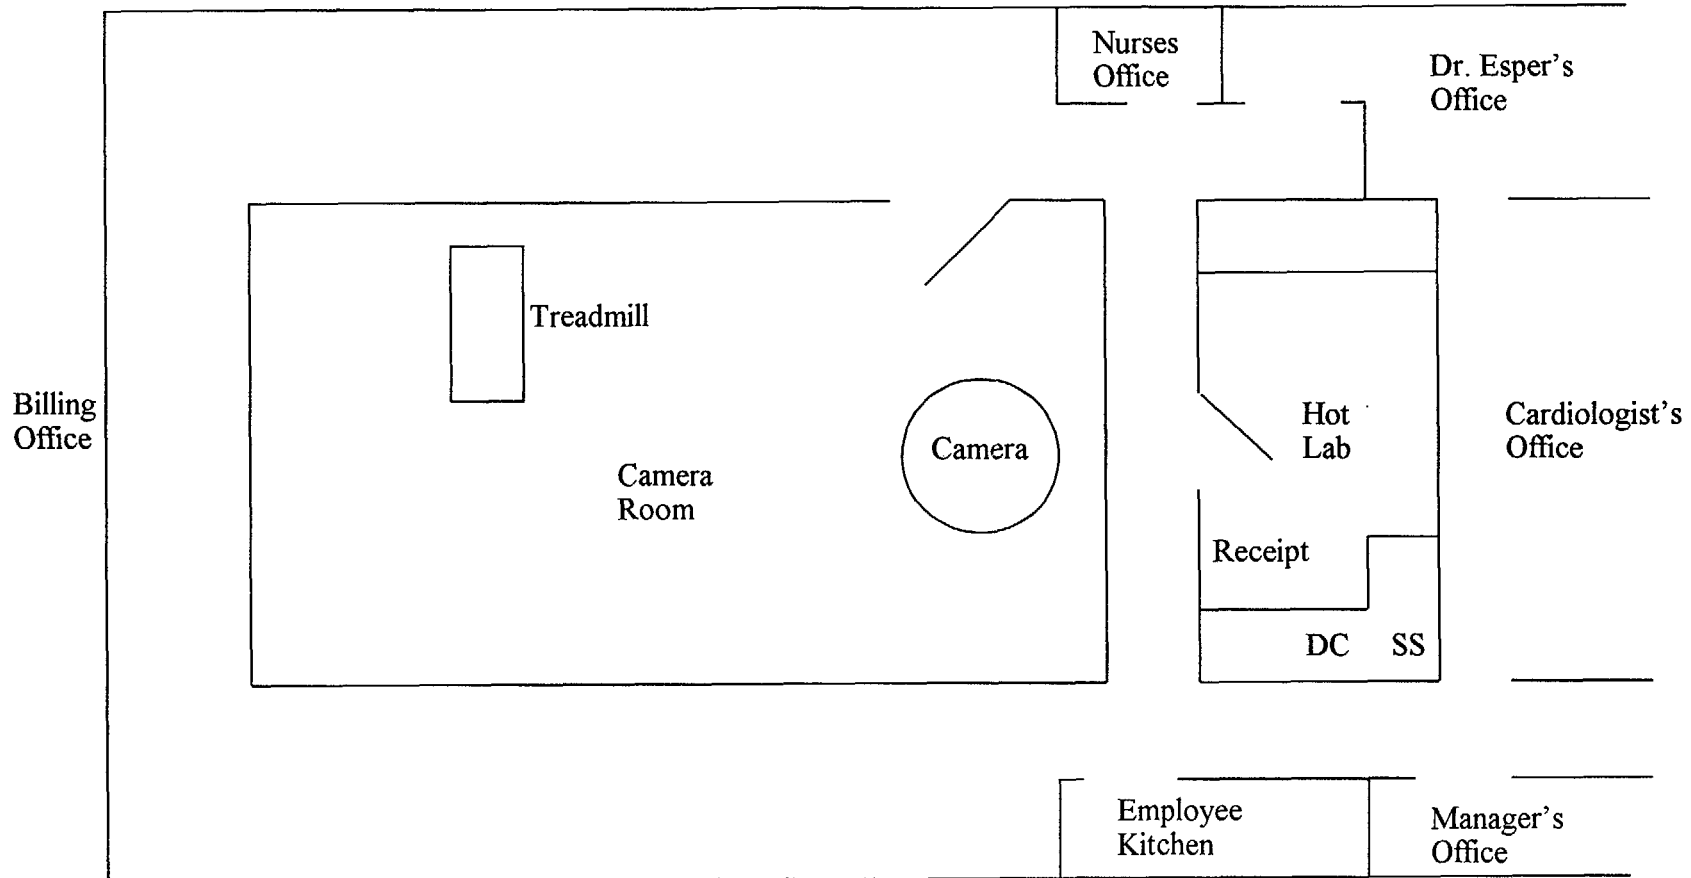 Nurses
Office
Dr. Esper's
Office
Treadmill
Billing
Office
Camera
Room
Camera
Hot
Lab
Cardiologist's
Office
Receipt
DC SS
Employee
Kitchen
Manager's
Office